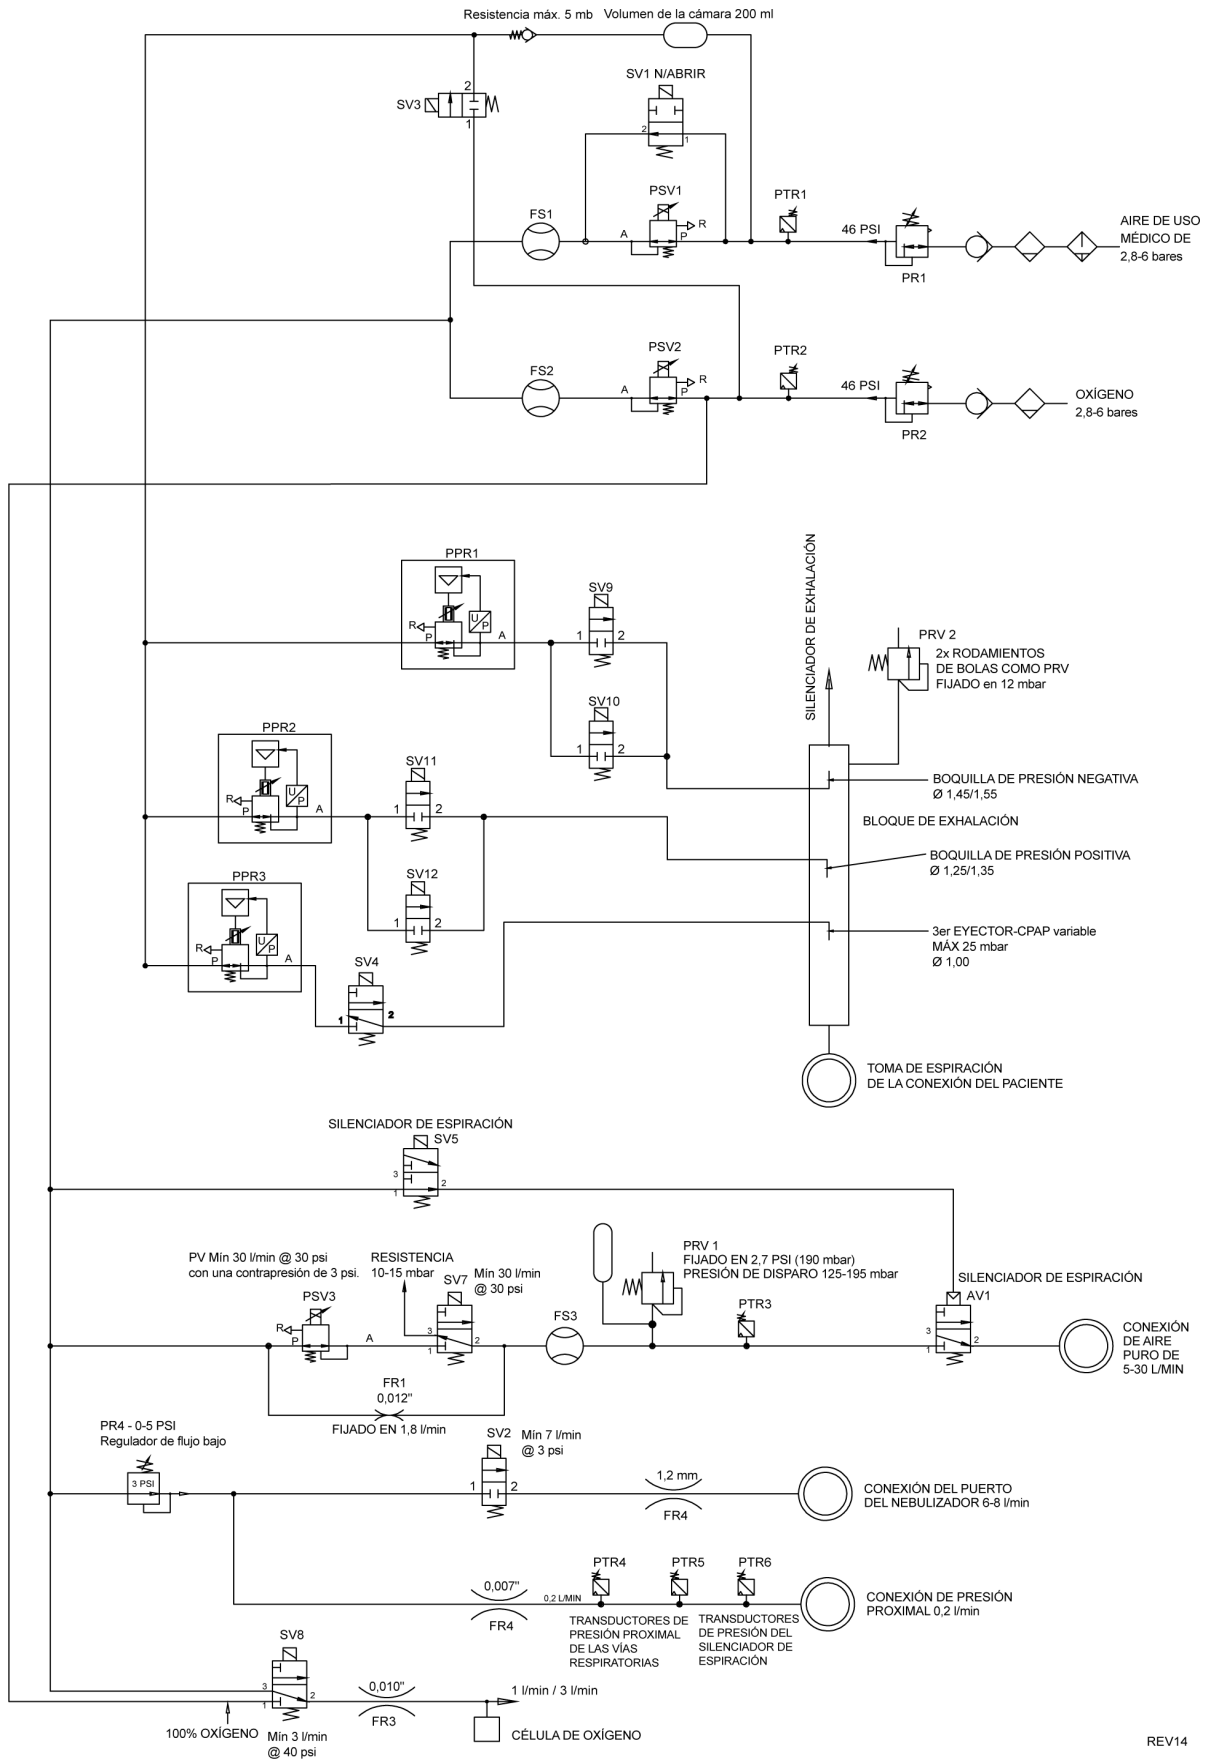 Resistencia máx. 5 mb Volumen de la cámara 200 ml
SV1 N/ABRIR
2
SV3
1
2
1
PSV1
PTR1
FS1
R
A
P
46 PSI
PR1
AIRE DE USO
MÉDICO DE
2,8-6 bares
PSV2
PTR2
FS2
R
A
P
46 PSI
PR2
OXÍGENO
2,8-6 bares
PPR1
R
P
U
P
A
SV9
1
2
SV10
1
2
SILENCIADOR DE EXHALACIÓN
PRV 2
2x RODAMIENTOS
DE BOLAS COMO PRV
FIJADO en 12 mbar
PPR2
R
P
U
P
A
SV11
1
2
SV12
1
2
BOQUILLA DE PRESIÓN NEGATIVA
Ø 1,45/1,55
BLOQUE DE EXHALACIÓN
BOQUILLA DE PRESIÓN POSITIVA
Ø 1,25/1,35
PPR3
R
P
U
P
A
SV4
1
2
3er EYECTOR-CPAP variable
MÁX 25 mbar
Ø 1,00
TOMA DE ESPIRACIÓN
DE LA CONEXIÓN DEL PACIENTE
SILENCIADOR DE ESPIRACIÓN
SV5
3
1
2
PV Mín 30 l/min @ 30 psi
con una contrapresión de 3 psi.
RESISTENCIA
10-15 mbar
Mín 30 l/min
@ 30 psi
SV7
3
1
2
PSV3
R
P
A
FR1
0,012"
FIJADO EN 1,8 l/min
FS3
PRV 1
FIJADO EN 2,7 PSI (190 mbar)
PRESIÓN DE DISPARO 125-195 mbar
PTR3
SILENCIADOR DE ESPIRACIÓN
AV1
3
1
2
CONEXIÓN
DE AIRE
PURO DE
5-30 L/MIN
PR4 - 0-5 PSI
Regulador de flujo bajo
3 PSI
SV2
Mín 7 l/min
@ 3 psi
1
2
1,2 mm
FR4
CONEXIÓN DEL PUERTO
DEL NEBULIZADOR 6-8 l/min
0,007"
FR4
0,2 L/MIN
PTR4
PTR5
PTR6
TRANSDUCTORES DE
PRESIÓN PROXIMAL
DE LAS VÍAS
RESPIRATORIAS
TRANSDUCTORES
DE PRESIÓN DEL
SILENCIADOR DE
ESPIRACIÓN
CONEXIÓN DE PRESIÓN
PROXIMAL 0,2 l/min
SV8
3
1
2
100% OXÍGENO
Mín 3 l/min
@ 40 psi
0,010"
FR3
1 l/min / 3 l/min
CÉLULA DE OXÍGENO
REV14